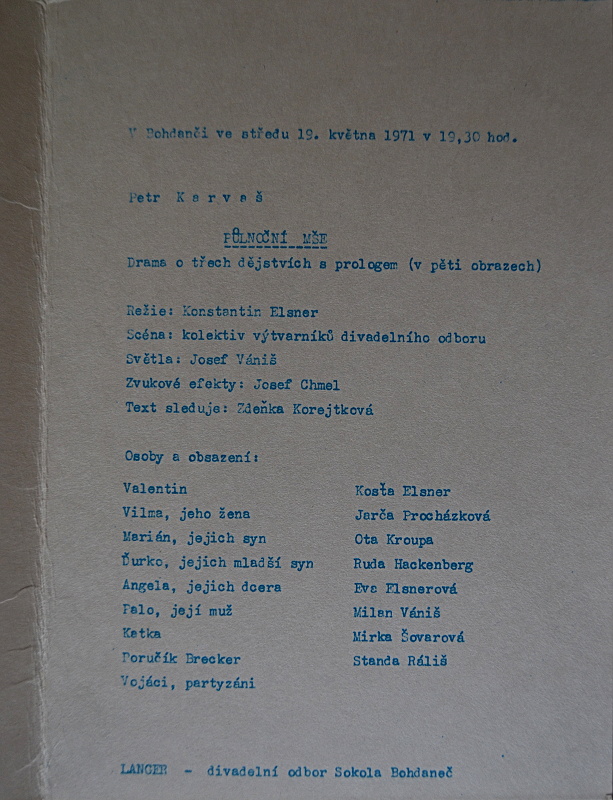 V Bohdanči ve středu 19. května 1971 v 19,30 hod.
Petr K a r v a š
PŮLNOČNÍ MŠE
Drama o třech dějstvích s prologem (v pěti obrazech)
Režie: Konstantin Elsner
Scéna: kolektiv výtvarníků divadelního odboru
Světla: Josef Vániš
Zvukové efekty: Josef Chmel
Text sleduje: Zdeňka Korejtková
Osoby a obsazení:
Valentin Kosťa Elsner
Vilma, jeho žena Jarča Procházková
Marián, jejich syn Ota Kroupa
Ďurko, jejich mladší syn Ruda Hackenberg
Angela, jejich dcera Eva Elsnerová
Palo, její muž Milan Vániš
Katka Mirka Šovarová
Poručík Brecker Standa Ráliš
Vojáci, partyzáni
LANGER - divadelní odbor Sokola Bohdaneč